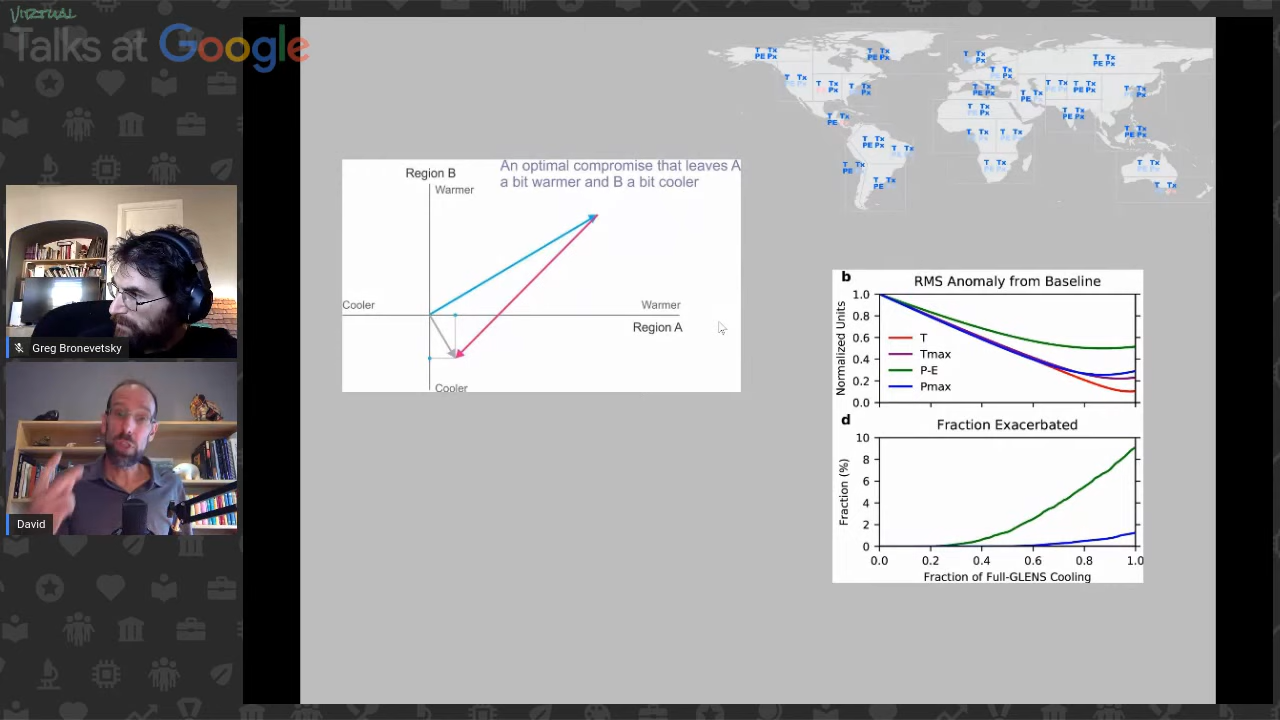 VIRTUAL
Talks at Google
Greg Bronevetsky
David
Region B
Warmer
An optimal compromise that leaves A
a bit warmer and B a bit cooler
Cooler
Warmer
Region A
Cooler
b
RMS Anomaly from Baseline
Normalized Units
1.0
0.8
0.6
0.4
0.2
0.0
T
Tmax
P-E
Pmax
d
Fraction Exacerbated
Fraction (%)
10
8
6
4
2
0
0.0 0.2 0.4 0.6 0.8 1.0
Fraction of Full-GLENS Cooling
T Tx
PE Px